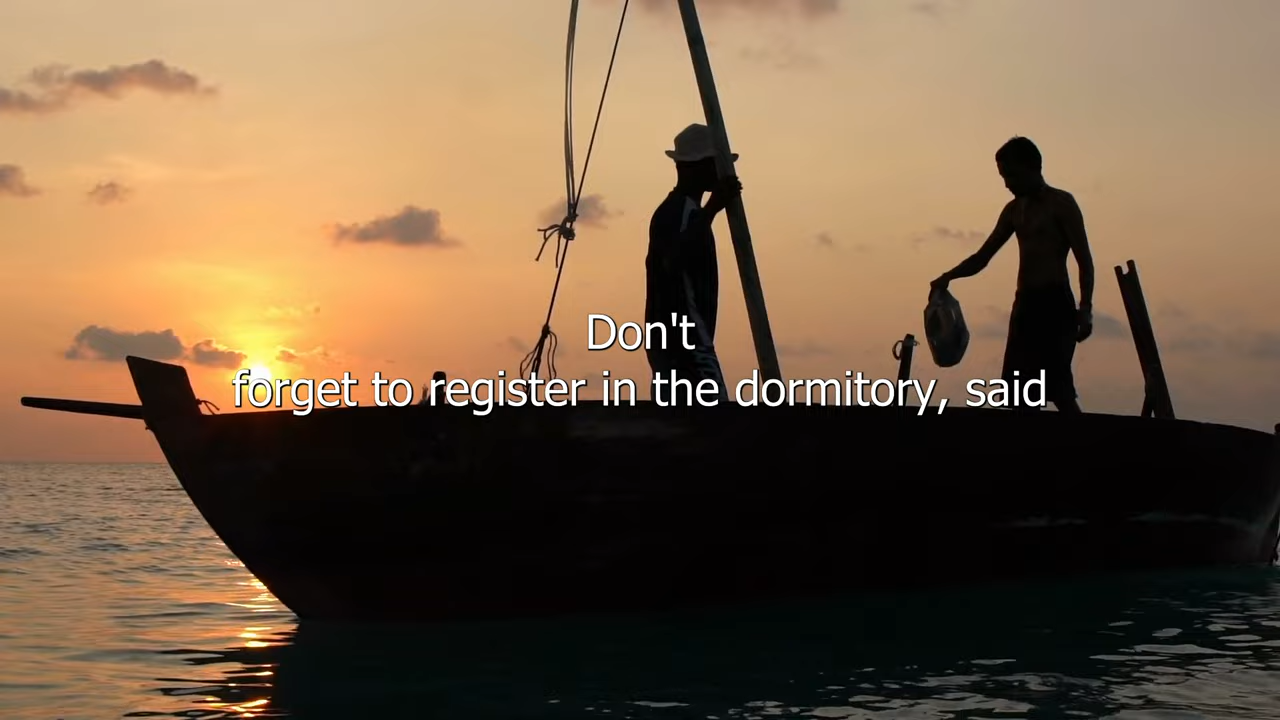 Don't
forget to register in the dormitory, said